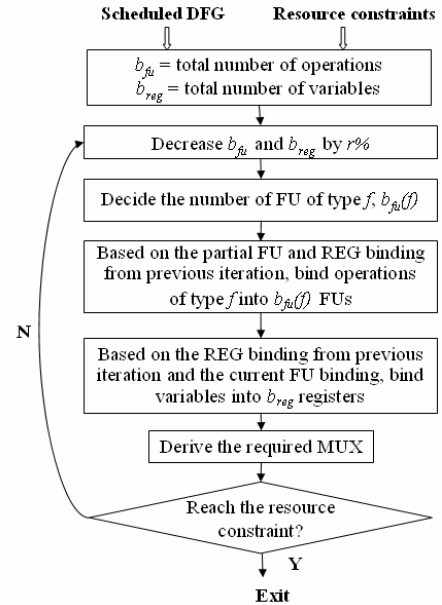 Scheduled DFG Resource constraints
b_fu = total number of operations
b_reg = total number of variables
Decrease b_fu and b_reg by r%
Decide the number of FU of type f, b_fu(f)
Based on the partial FU and REG binding
from previous iteration, bind operations
of type f into b_fu(f) FUs
N
Based on the REG binding from previous
iteration and the current FU binding, bind
variables into b_reg registers
Derive the required MUX
Reach the resource
constraint?
Y
Exit